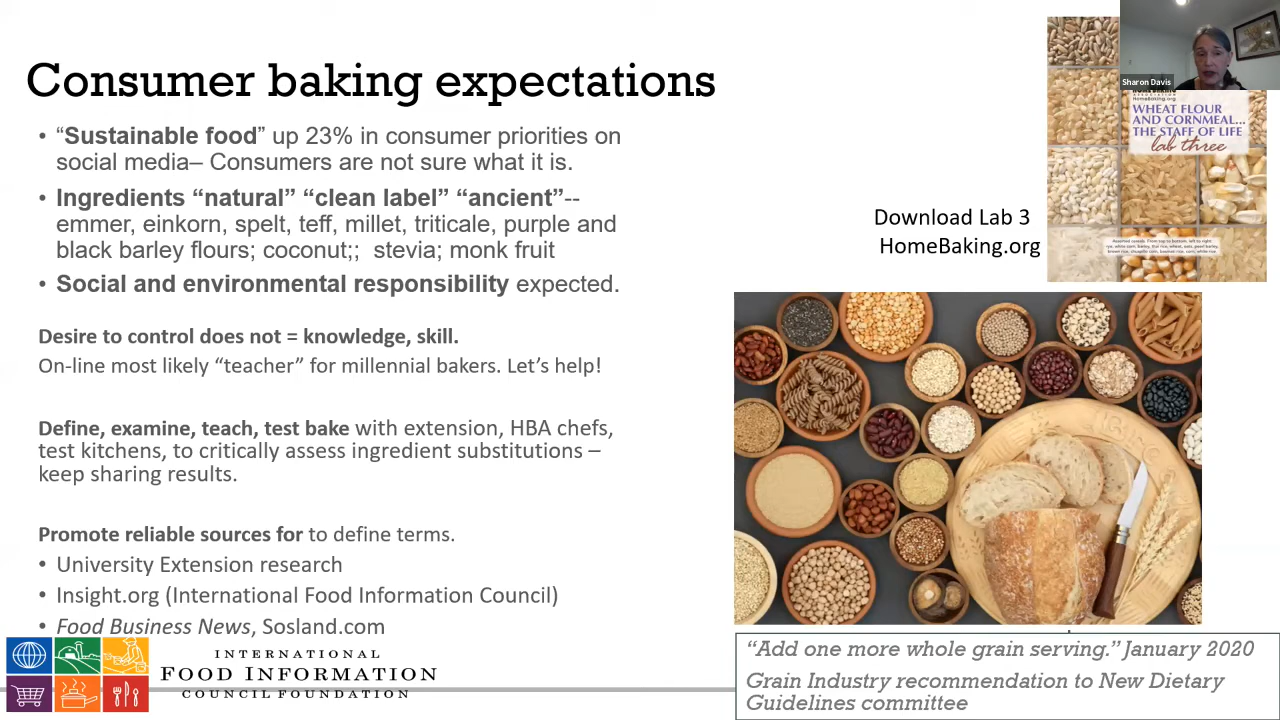 Consumer baking expectations
• “Sustainable food” up 23% in consumer priorities on
social media– Consumers are not sure what it is.
• Ingredients “natural” “clean label” “ancient”--
emmer, einkorn, spelt, teff, millet, triticale, purple and
black barley flours; coconut;; stevia; monk fruit
• Social and environmental responsibility expected.
Desire to control does not = knowledge, skill.
On-line most likely “teacher” for millennial bakers. Let’s help!
Define, examine, teach, test bake with extension, HBA chefs,
test kitchens, to critically assess ingredient substitutions –
keep sharing results.
Promote reliable sources for to define terms.
• University Extension research
• Insight.org (International Food Information Council)
• Food Business News, Sosland.com
INTERNATIONAL
FOOD INFORMATION
COUNCIL FOUNDATION
Download Lab 3
HomeBaking.org
Sharon Davis
HomeBaking.org
WHEAT FLOUR
AND CORNMEAL...
THE STAFF OF LIFE
lab three
“Add one more whole grain serving.” January 2020
Grain Industry recommendation to New Dietary
Guidelines committee